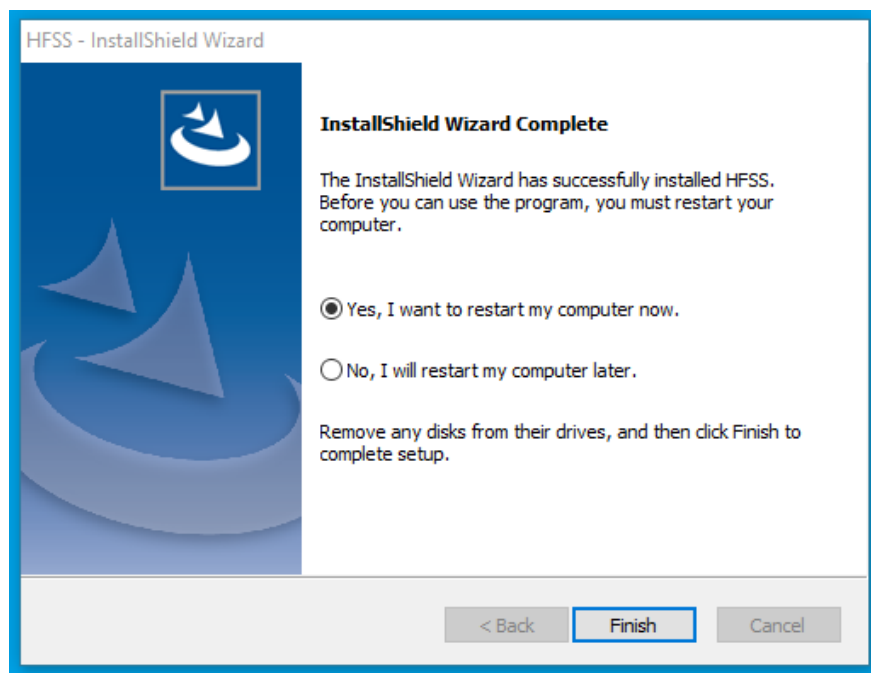 HFSS - InstallShield Wizard
InstallShield Wizard Complete
The InstallShield Wizard has successfully installed HFSS.
Before you can use the program, you must restart your
computer.
Yes, I want to restart my computer now.
No, I will restart my computer later.
Remove any disks from their drives, and then click Finish to
complete setup.
< Back Finish Cancel